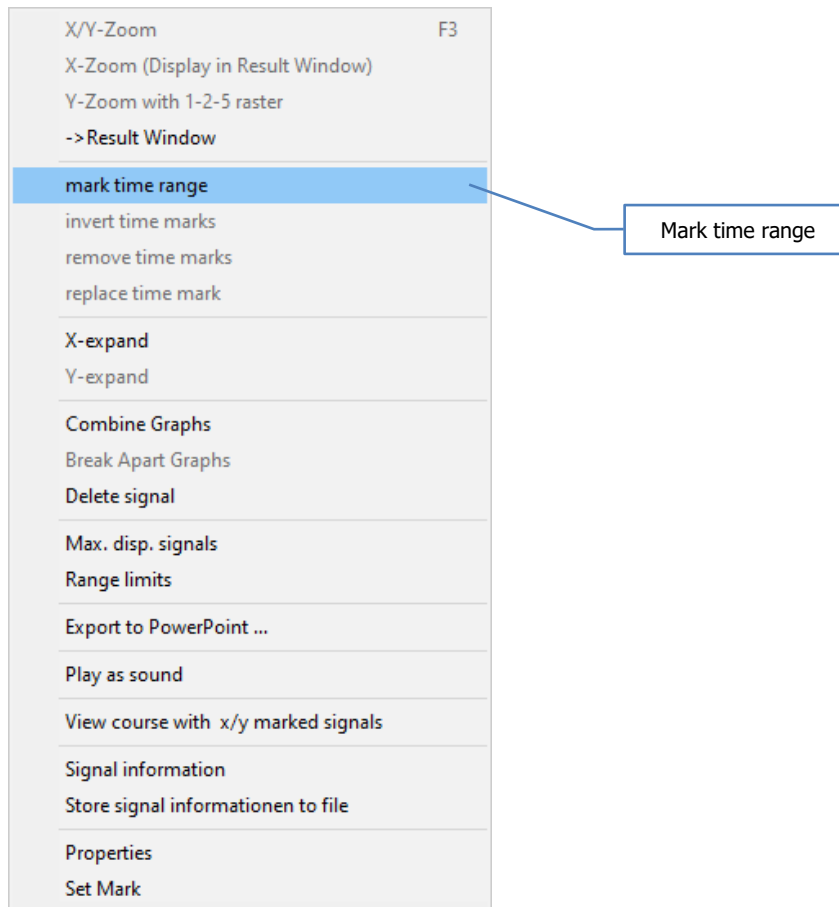 X/Y-Zoom F3
X-Zoom (Display in Result Window)
Y-Zoom with 1-2-5 raster
->Result Window
mark time range
Mark time range
invert time marks
remove time marks
replace time mark
X-expand
Y-expand
Combine Graphs
Break Apart Graphs
Delete signal
Max. disp. signals
Range limits
Export to PowerPoint ...
Play as sound
View course with  x/y marked signals
Signal information
Store signal informationen to file
Properties
Set Mark